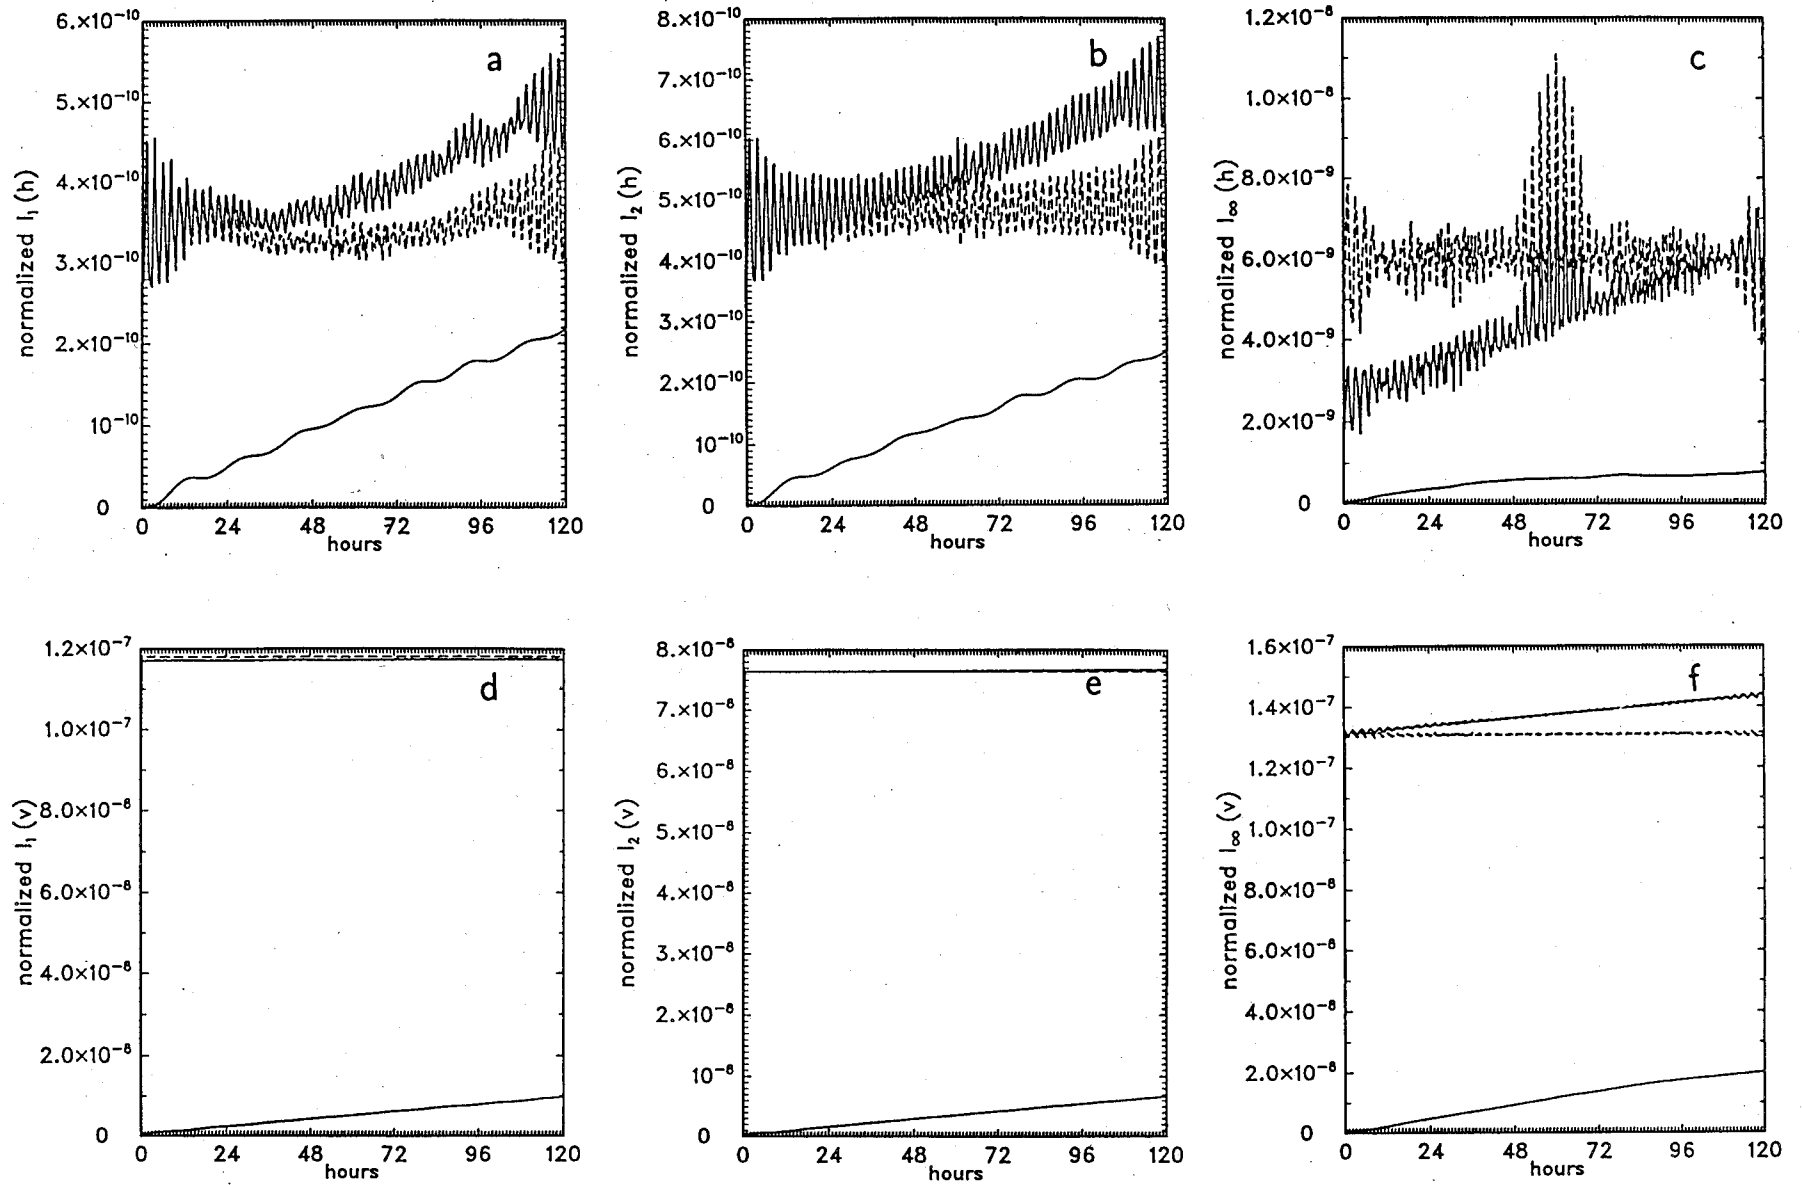 a
6.×10⁻¹⁰
5.×10⁻¹⁰
4.×10⁻¹⁰
3.×10⁻¹⁰
2.×10⁻¹⁰
10⁻¹⁰
0
normalized l₁ (h)
0 24 48 72 96 120
hours
b
8.×10⁻¹⁰
7.×10⁻¹⁰
6.×10⁻¹⁰
5.×10⁻¹⁰
4.×10⁻¹⁰
3.×10⁻¹⁰
2.×10⁻¹⁰
10⁻¹⁰
0
normalized l₂ (h)
0 24 48 72 96 120
hours
c
1.2×10⁻⁸
1.0×10⁻⁸
8.0×10⁻⁹
6.0×10⁻⁹
4.0×10⁻⁹
2.0×10⁻⁹
0
normalized l∞ (h)
0 24 48 72 96 120
hours
d
1.2×10⁻⁷
1.0×10⁻⁷
8.0×10⁻⁸
6.0×10⁻⁸
4.0×10⁻⁸
2.0×10⁻⁸
0
normalized l₁ (v)
0 24 48 72 96 120
hours
e
8.×10⁻⁸
7.×10⁻⁸
6.×10⁻⁸
5.×10⁻⁸
4.×10⁻⁸
3.×10⁻⁸
2.×10⁻⁸
10⁻⁸
0
normalized l₂ (v)
0 24 48 72 96 120
hours
f
1.6×10⁻⁷
1.4×10⁻⁷
1.2×10⁻⁷
1.0×10⁻⁷
8.0×10⁻⁸
6.0×10⁻⁸
4.0×10⁻⁸
2.0×10⁻⁸
0
normalized l∞ (v)
0 24 48 72 96 120
hours